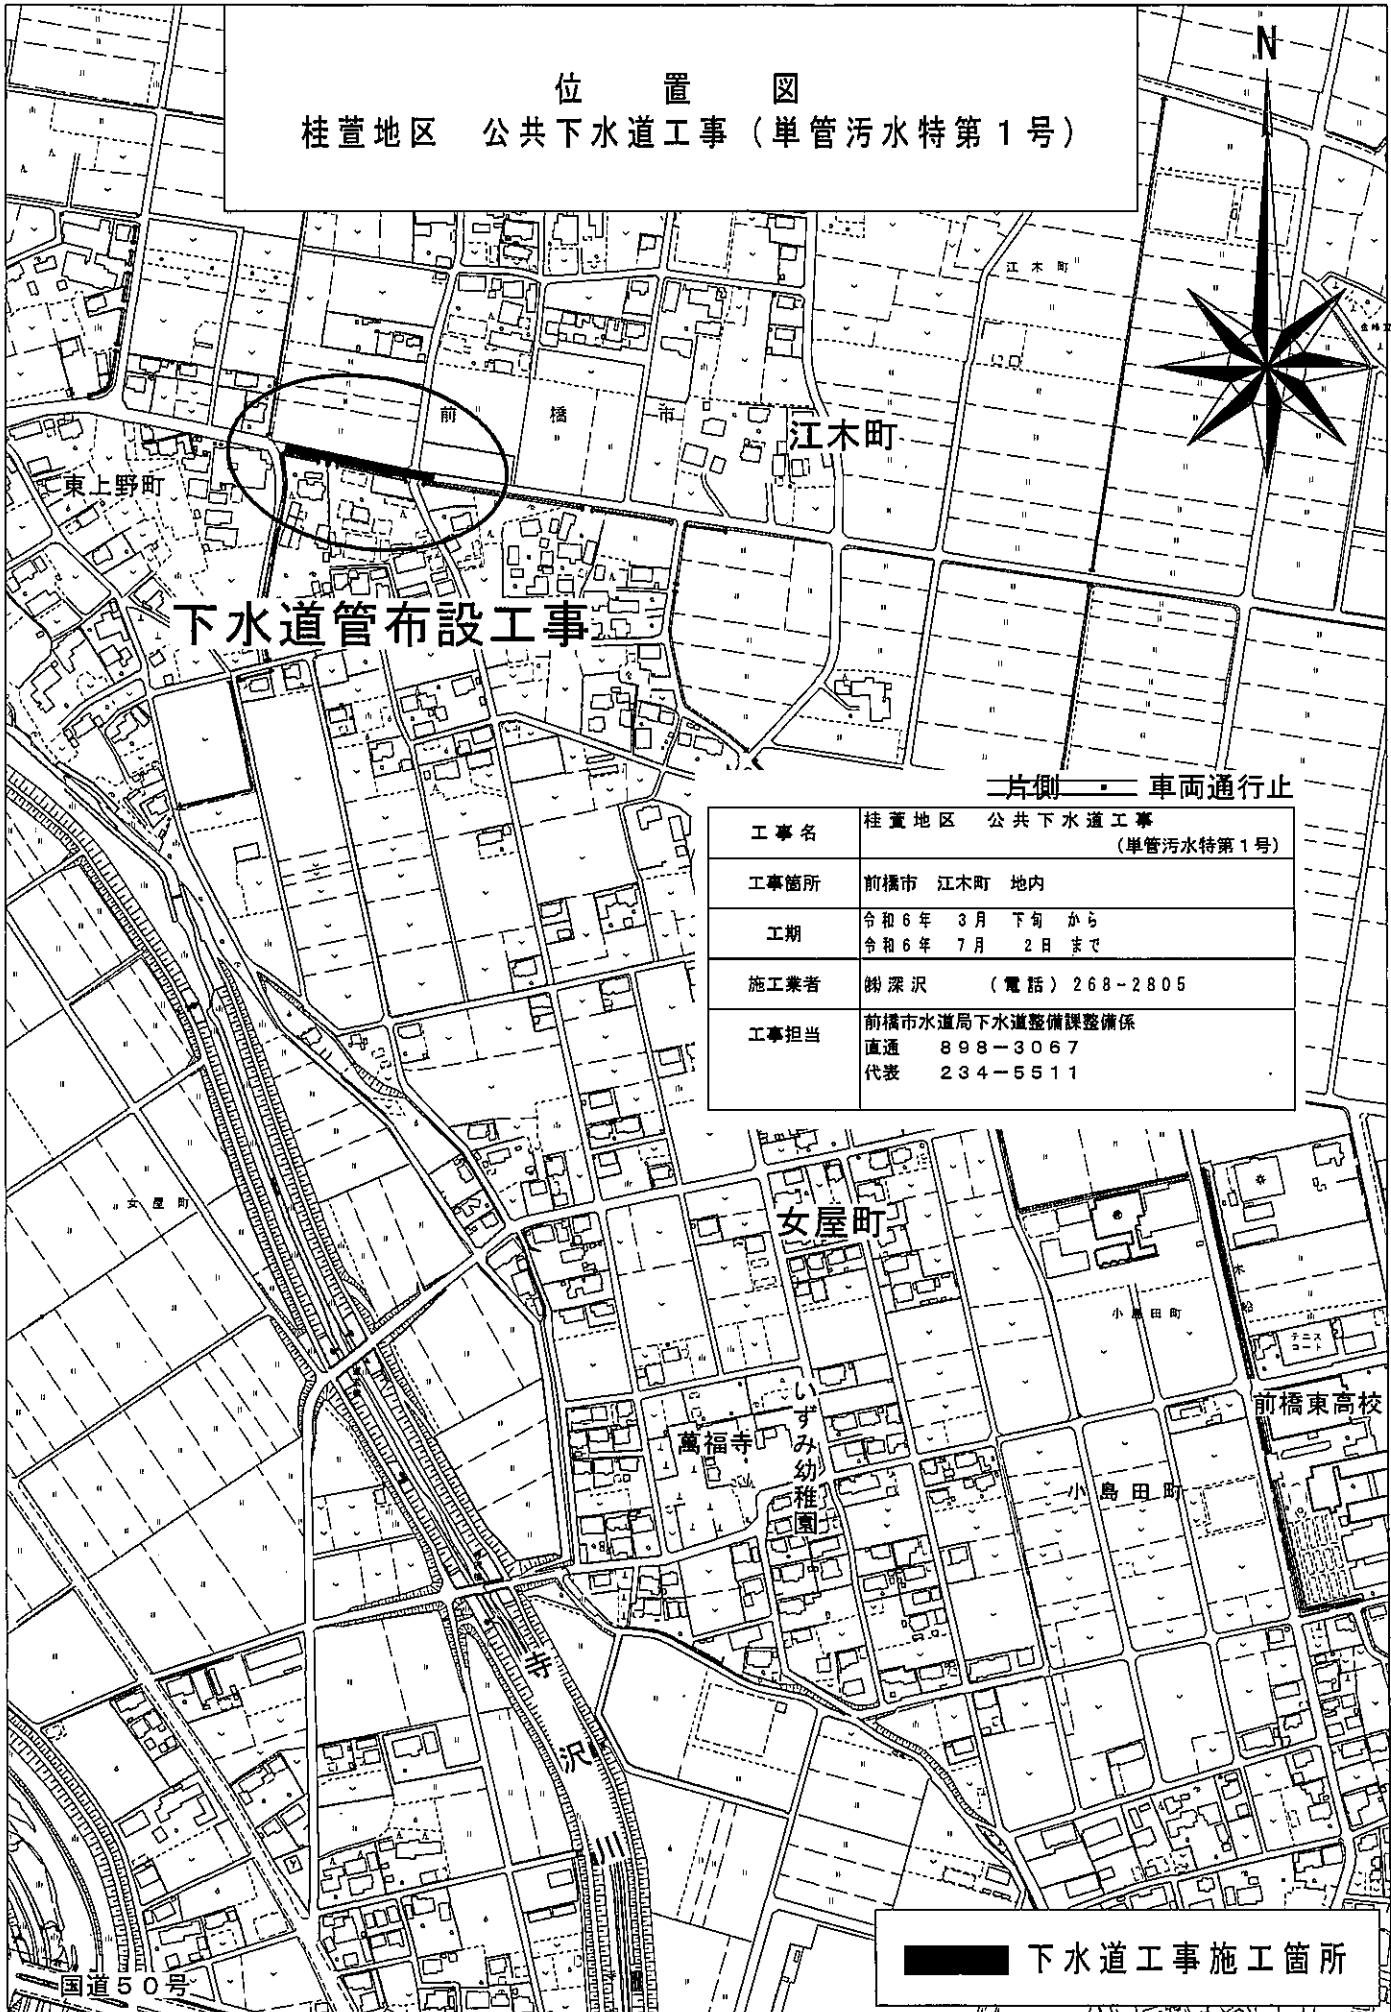 位 置 図
桂萱地区 公共下水道工事（単管汚水特第1号）
N
江木町
前 橋 市
江木町
東上野町
下水道管布設工事
片側 ・ 車両通行止
工事名 桂萱地区 公共下水道工事
（単管汚水特第1号）
工事箇所 前橋市 江木町 地内
工期 令和6年 3月 下旬 から
令和6年 7月 2日 まで
施工業者 ㈱深沢 （電話）268-2805
工事担当 前橋市水道局下水道整備課整備係
直通 898－3067
代表 234－5511
女屋町
女屋町
小島田町
テニス
コート
前橋東高校
いずみ幼稚園
萬福寺
小島田町
寺沢川
国道50号
下水道工事施工箇所